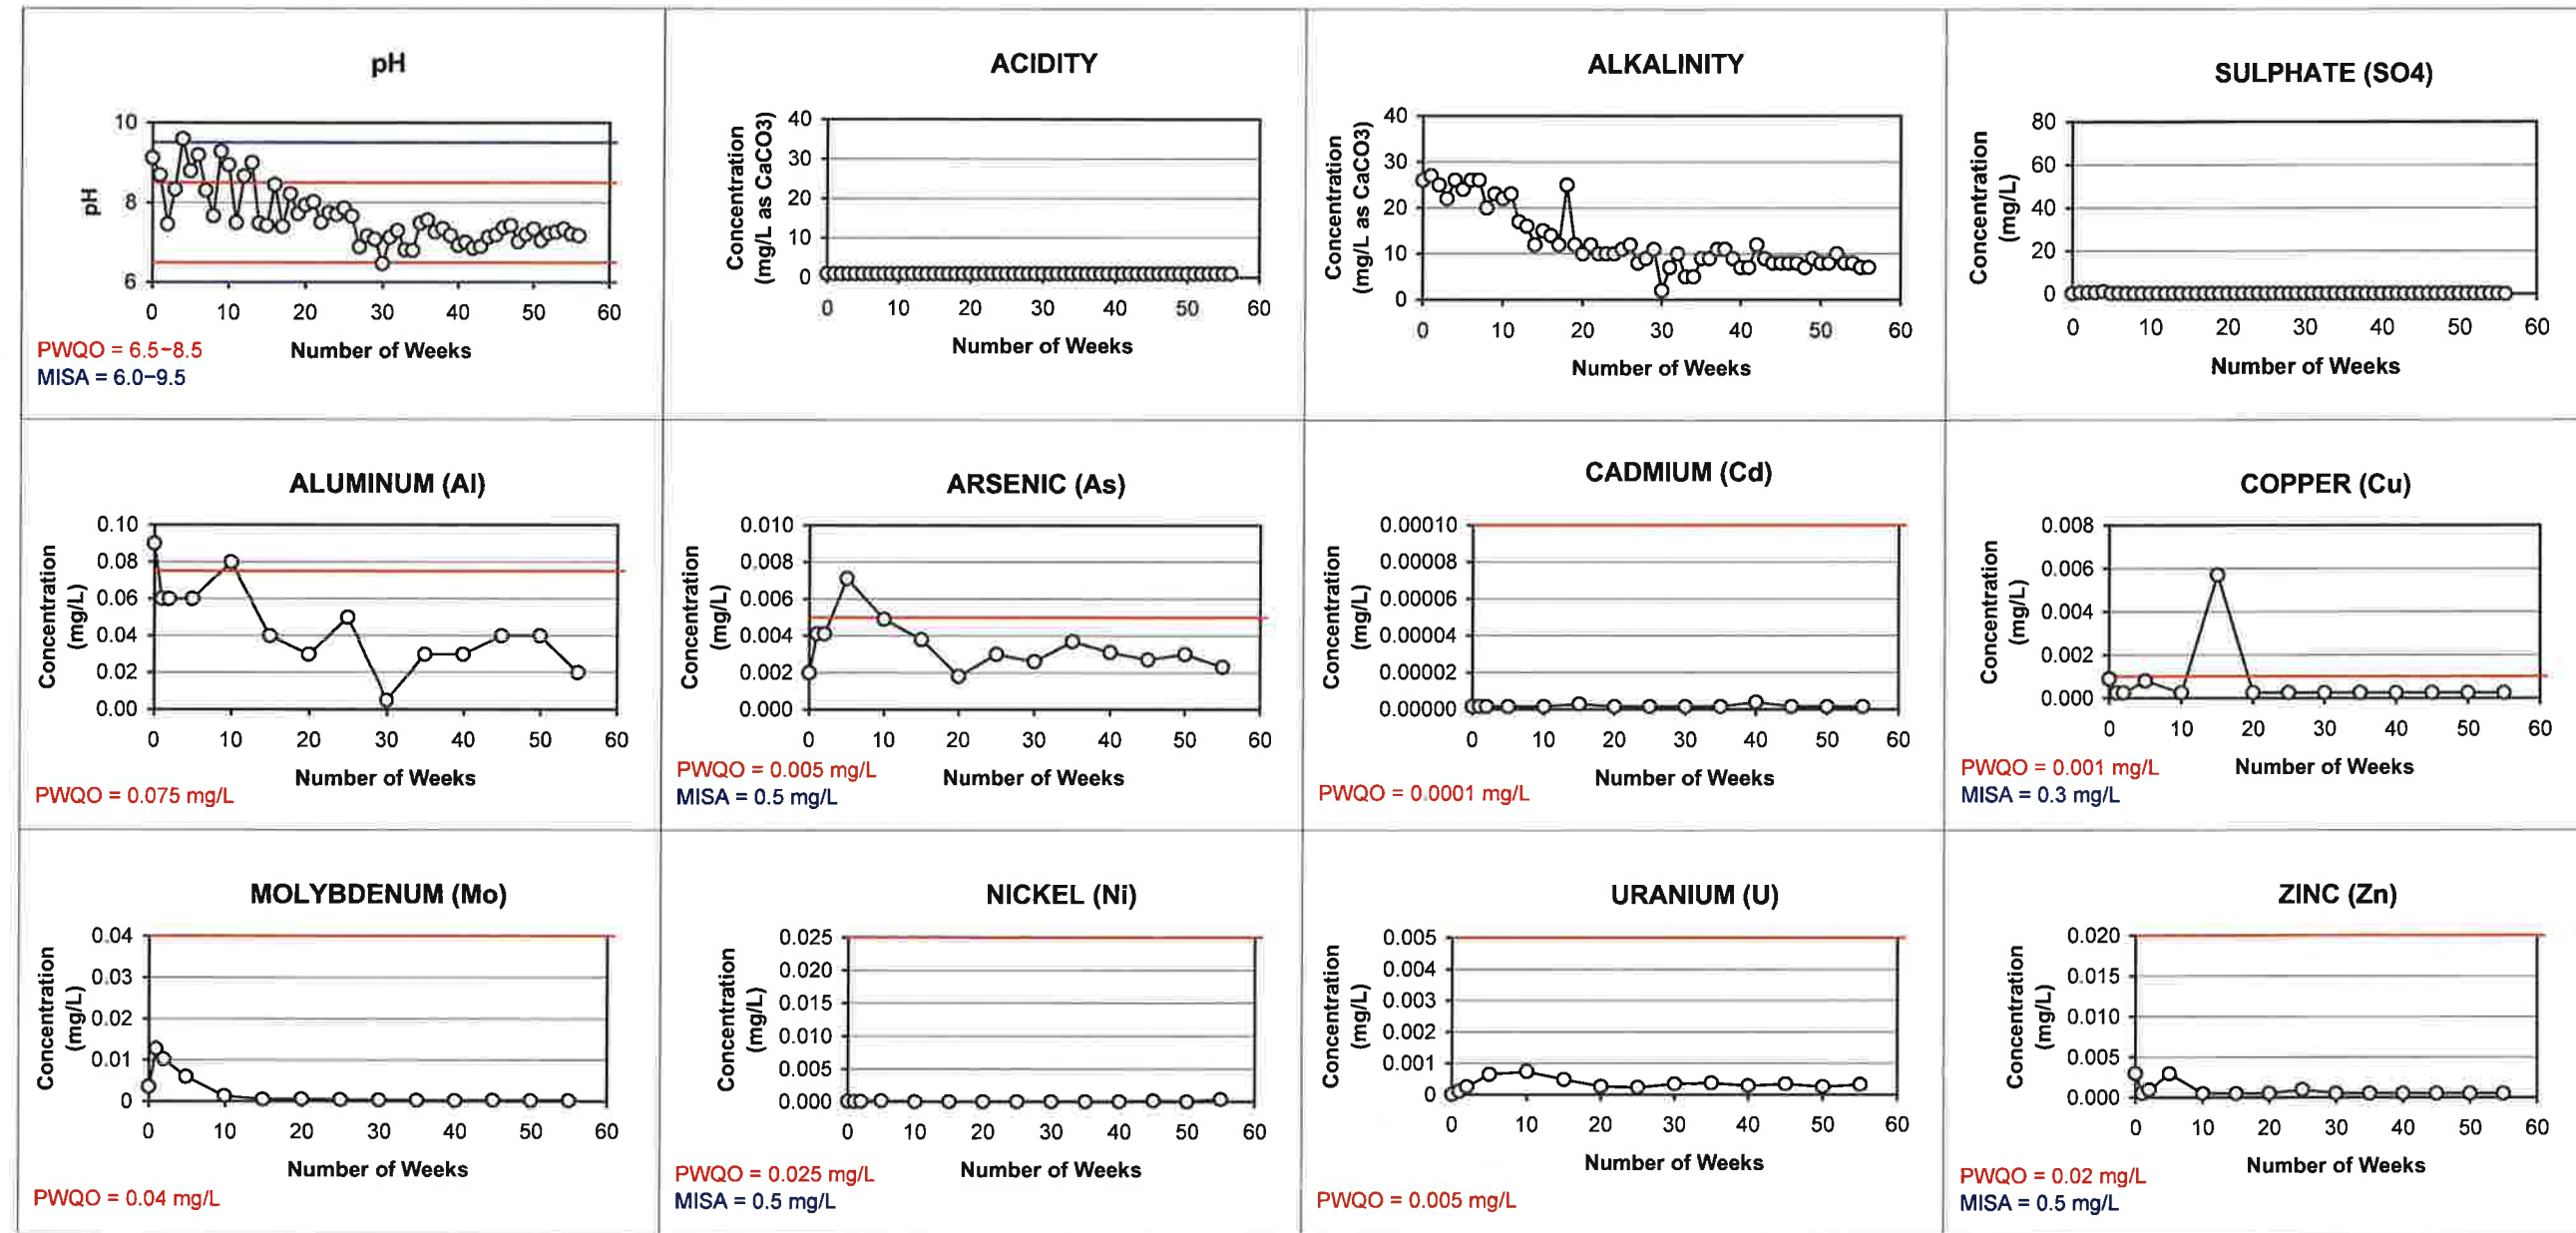 pH
10
8
6
pH
0 10 20 30 40 50 60
Number of Weeks
PWQO = 6.5-8.5
MISA = 6.0-9.5
ACIDITY
Concentration
(mg/L as CaCO3)
40
30
20
10
0
0 10 20 30 40 50 60
Number of Weeks
ALKALINITY
Concentration
(mg/L as CaCO3)
40
30
20
10
0
0 10 20 30 40 50 60
Number of Weeks
SULPHATE (SO4)
Concentration
(mg/L)
80
60
40
20
0
0 10 20 30 40 50 60
Number of Weeks
ALUMINUM (Al)
Concentration
(mg/L)
0.10
0.08
0.06
0.04
0.02
0.00
0 10 20 30 40 50 60
Number of Weeks
PWQO = 0.075 mg/L
ARSENIC (As)
Concentration
(mg/L)
0.010
0.008
0.006
0.004
0.002
0.000
0 10 20 30 40 50 60
Number of Weeks
PWQO = 0.005 mg/L
MISA = 0.5 mg/L
CADMIUM (Cd)
Concentration
(mg/L)
0.00010
0.00008
0.00006
0.00004
0.00002
0.00000
0 10 20 30 40 50 60
Number of Weeks
PWQO = 0.0001 mg/L
COPPER (Cu)
Concentration
(mg/L)
0.008
0.006
0.004
0.002
0.000
0 10 20 30 40 50 60
Number of Weeks
PWQO = 0.001 mg/L
MISA = 0.3 mg/L
MOLYBDENUM (Mo)
Concentration
(mg/L)
0.04
0.03
0.02
0.01
0
0 10 20 30 40 50 60
Number of Weeks
PWQO = 0.04 mg/L
NICKEL (Ni)
Concentration
(mg/L)
0.025
0.020
0.015
0.010
0.005
0.000
0 10 20 30 40 50 60
Number of Weeks
PWQO = 0.025 mg/L
MISA = 0.5 mg/L
URANIUM (U)
Concentration
(mg/L)
0.005
0.004
0.003
0.002
0.001
0
0 10 20 30 40 50 60
Number of Weeks
PWQO = 0.005 mg/L
ZINC (Zn)
Concentration
(mg/L)
0.020
0.015
0.010
0.005
0.000
0 10 20 30 40 50 60
Number of Weeks
PWQO = 0.02 mg/L
MISA = 0.5 mg/L